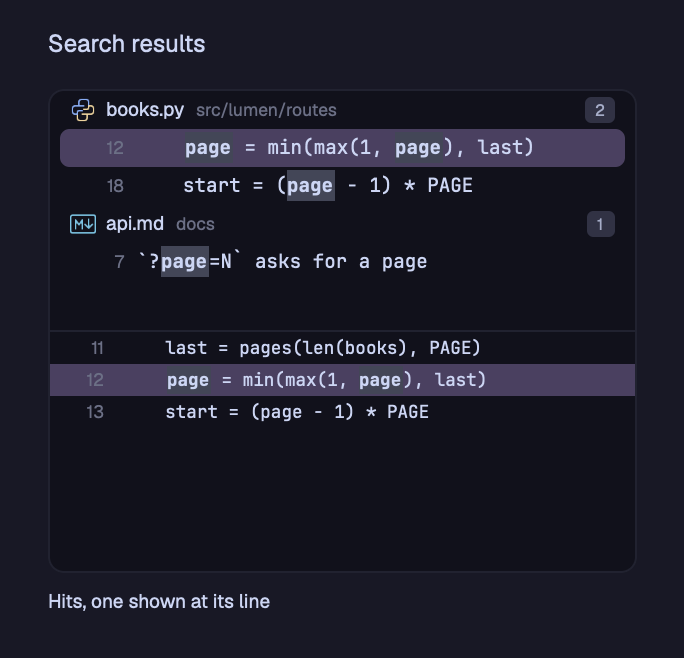 Search results
books.py src/lumen/routes 2
12 page = min(max(1, page), last)
18 start = (page - 1) * PAGE
M↓ api.md docs 1
7 `?page=N` asks for a page
11 last = pages(len(books), PAGE)
12 page = min(max(1, page), last)
13 start = (page - 1) * PAGE
Hits, one shown at its line